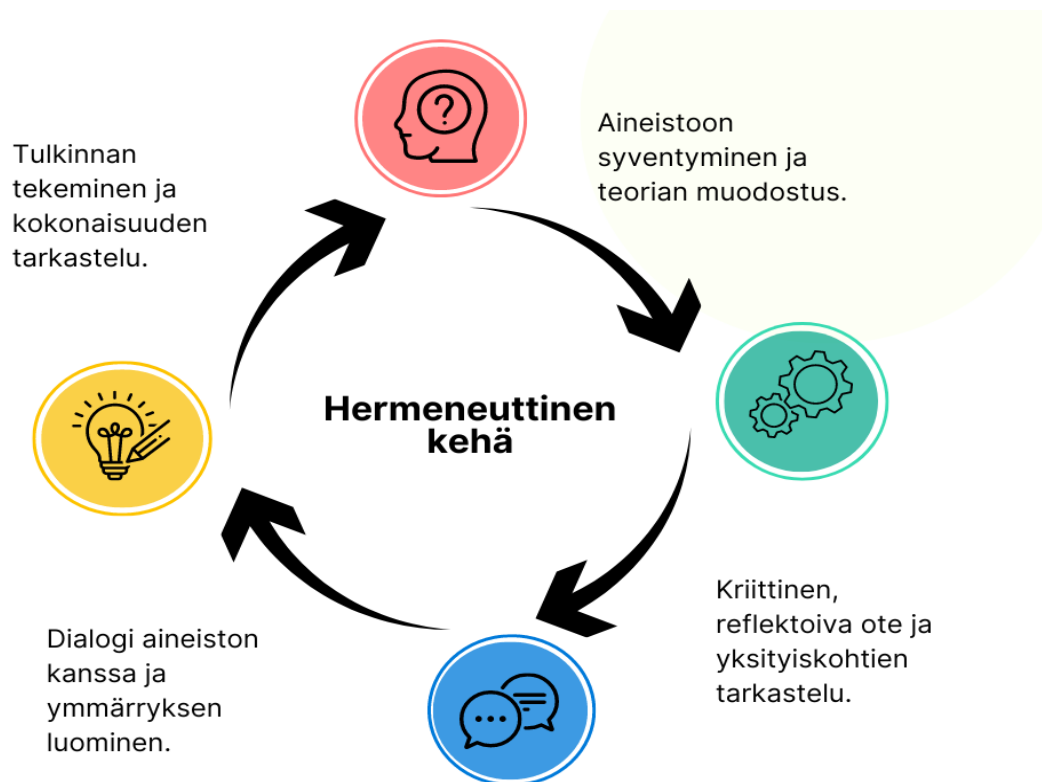 Aineistoon
syventyminen ja
teorian muodostus.
Tulkinnan
tekeminen ja
kokonaisuuden
tarkastelu.
Hermeneuttinen
kehä
Kriittinen,
reflektoiva ote ja
yksityiskohtien
tarkastelu.
Dialogi aineiston
kanssa ja
ymmärryksen
luominen.